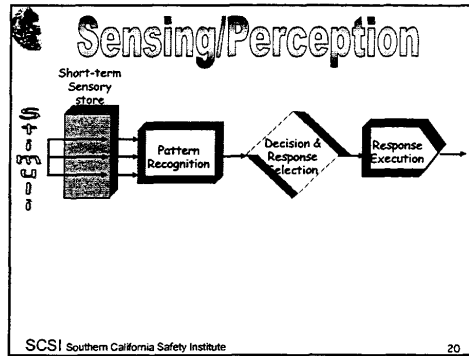 Sensing/Perception
Short-term
Sensory
store
Stimuli
Pattern
Recognition
Decision &
Response
Selection
Response
Execution
SCSI Southern California Safety Institute
20